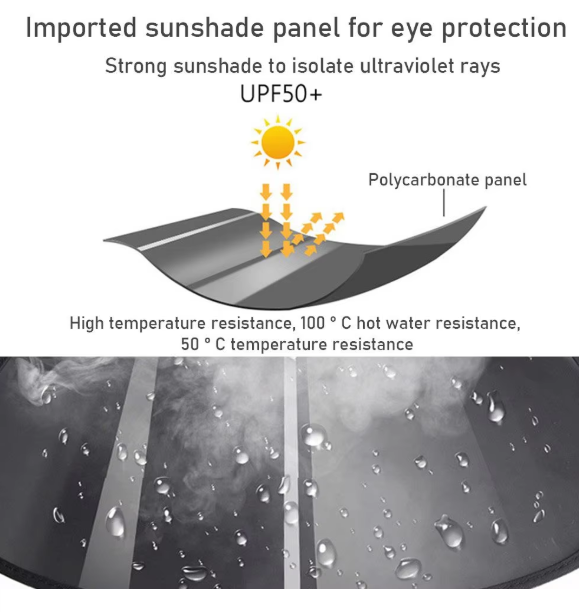 Imported sunshade panel for eye protection
Strong sunshade to isolate ultraviolet rays
UPF50+
Polycarbonate panel
High temperature resistance, 100 ° C hot water resistance,
50 ° C temperature resistance